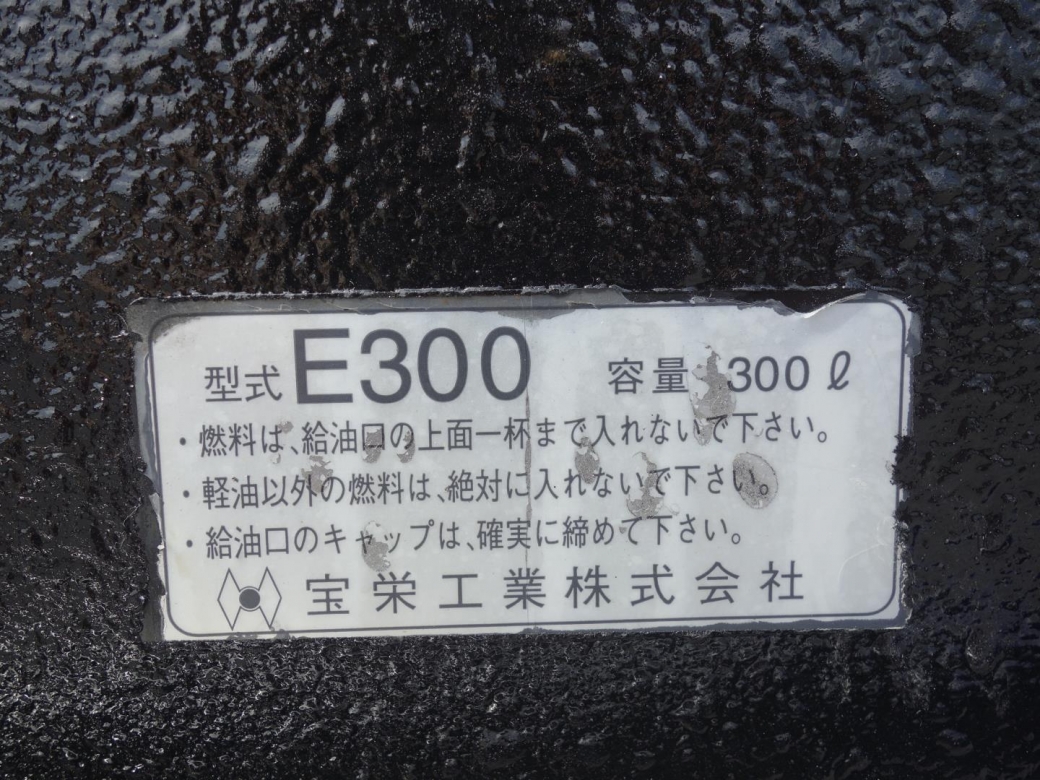 型式 E300 容量 300ℓ
・燃料は、給油口の上面一杯まで入れないで下さい。
・軽油以外の燃料は、絶対に入れないで下さい。
・給油口のキャップは、確実に締めて下さい。
宝栄工業株式会社